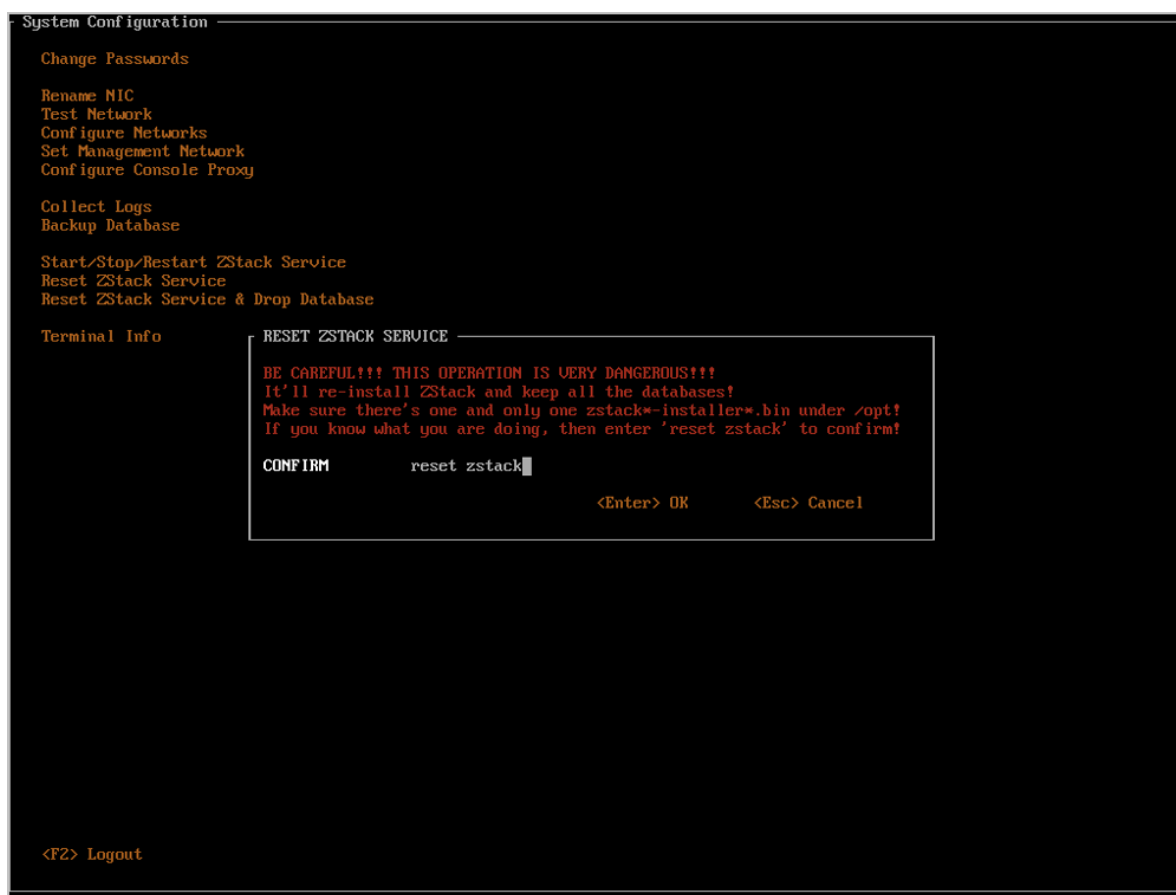 System Configuration
Change Passwords
Rename NIC
Test Network
Configure Networks
Set Management Network
Configure Console Proxy
Collect Logs
Backup Database
Start/Stop/Restart ZStack Service
Reset ZStack Service
Reset ZStack Service & Drop Database
Terminal Info
RESET ZSTACK SERVICE
BE CAREFUL!!! THIS OPERATION IS VERY DANGEROUS!!!
It'll re-install ZStack and keep all the databases!
Make sure there's one and only one zstack*-installer*.bin under /opt!
If you know what you are doing, then enter 'reset zstack' to confirm!
CONFIRM reset zstack
<Enter> OK <Esc> Cancel
<F2> Logout